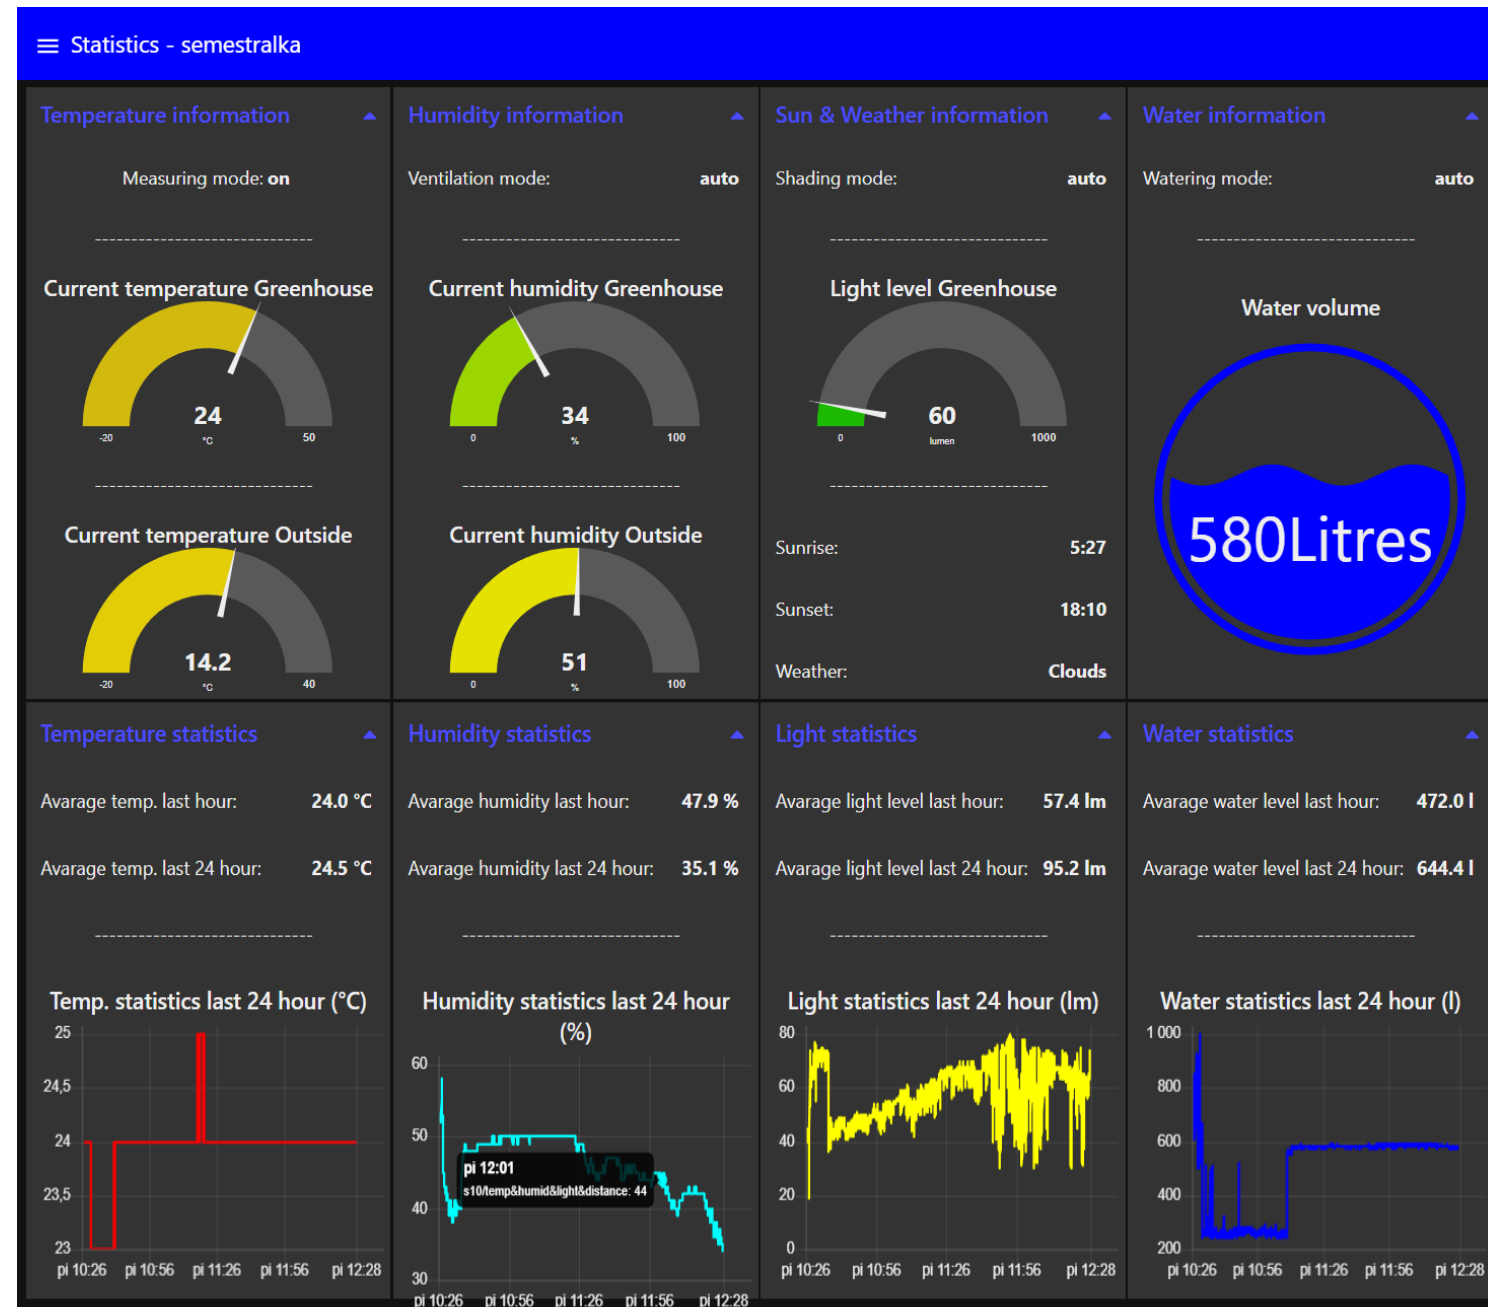 Statistics - semestralka
Temperature information
Measuring mode: on
------------------------------
Current temperature Greenhouse
24
-20
°C
50
------------------------------
Current temperature Outside
14.2
-20
°C
40
Humidity information
Ventilation mode: auto
------------------------------
Current humidity Greenhouse
34
0
%
100
------------------------------
Current humidity Outside
51
0
%
100
Sun & Weather information
Shading mode: auto
------------------------------
Light level Greenhouse
60
0
lumen
1000
------------------------------
Sunrise: 5:27
Sunset: 18:10
Weather: Clouds
Water information
Watering mode: auto
------------------------------
Water volume
580Litres
Temperature statistics
Avarage temp. last hour: 24.0 °C
Avarage temp. last 24 hour: 24.5 °C
------------------------------
Temp. statistics last 24 hour (°C)
25
24,5
24
23,5
23
pi 10:26 pi 10:56 pi 11:26 pi 11:56 pi 12:28
Humidity statistics
Avarage humidity last hour: 47.9 %
Avarage humidity last 24 hour: 35.1 %
------------------------------
Humidity statistics last 24 hour
(%)
60
50
pi 12:01
s10/temp&humid&light&distance: 44
40
30
pi 10:26 pi 10:56 pi 11:26 pi 11:56 pi 12:28
Light statistics
Avarage light level last hour: 57.4 lm
Avarage light level last 24 hour: 95.2 lm
------------------------------
Light statistics last 24 hour (lm)
80
60
40
20
0
pi 10:26 pi 10:56 pi 11:26 pi 11:56 pi 12:28
Water statistics
Avarage water level last hour: 472.0 l
Avarage water level last 24 hour: 644.4 l
------------------------------
Water statistics last 24 hour (l)
1 000
800
600
400
200
pi 10:26 pi 10:56 pi 11:26 pi 11:56 pi 12:28